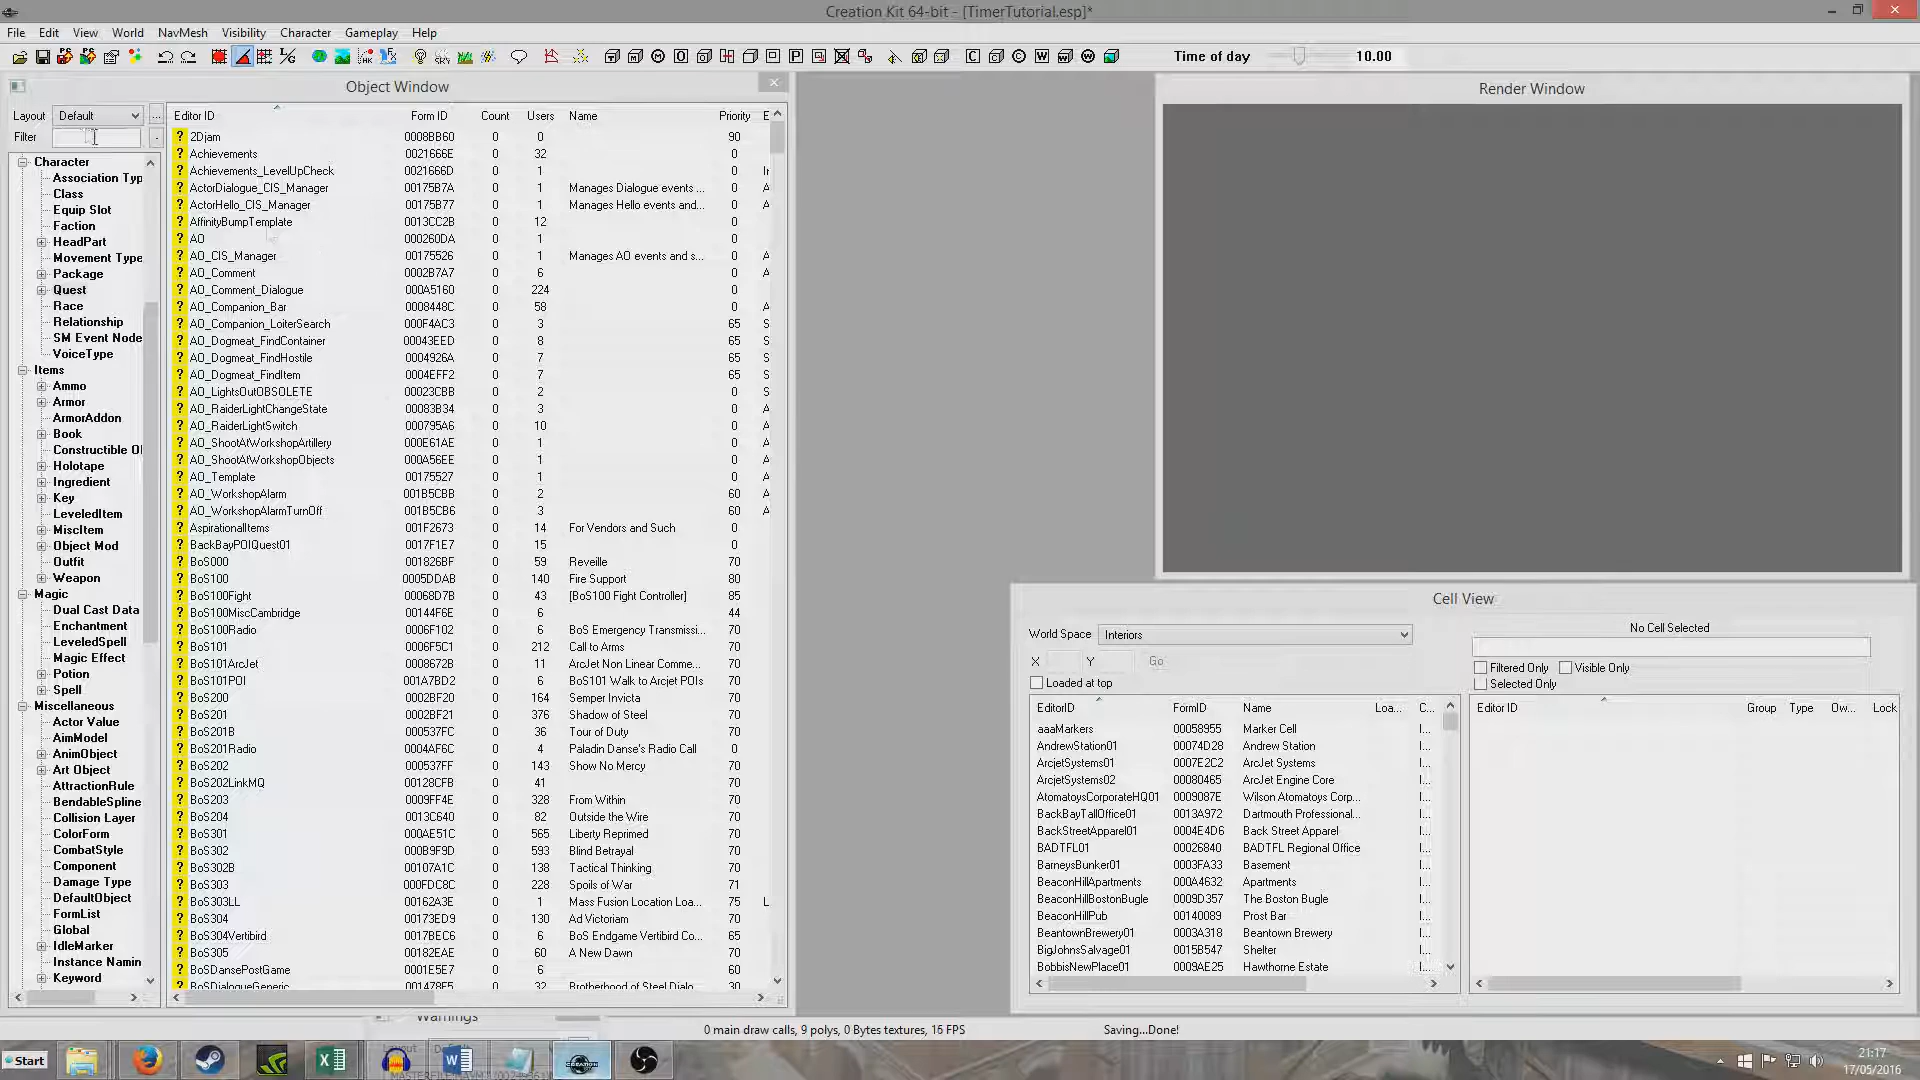 Creation Kit 64-bit - [TimerTutorial.esp]*
File Edit View World NavMesh Visibility Character Gameplay Help
Time of day 10.00
Object Window
Layout Default ...
Filter
Character
Association Typ
Class
Equip Slot
Faction
HeadPart
Movement Type
Package
Quest
Race
Relationship
SM Event Node
VoiceType
Items
Ammo
Armor
ArmorAddon
Book
Constructible O
Holotape
Ingredient
Key
LeveledItem
MiscItem
Object Mod
Outfit
Weapon
Magic
Dual Cast Data
Enchantment
LeveledSpell
Magic Effect
Potion
Spell
Miscellaneous
Actor Value
AimModel
AnimObject
Art Object
AttractionRule
BendableSpline
Collision Layer
ColorForm
CombatStyle
Component
Damage Type
DefaultObject
FormList
Global
IdleMarker
Instance Namin
Keyword
Editor ID Form ID Count Users Name Priority E
? 2Djam 0008BB60 0 0 90
? Achievements 0021666E 0 32 0
? Achievements_LevelUpCheck 0021666D 0 1 0 Ir
? ActorDialogue_CIS_Manager 00175B7A 0 1 Manages Dialogue events ... 0 A
? ActorHello_CIS_Manager 00175B77 0 1 Manages Hello events and... 0 A
? AffinityBumpTemplate 0013CC2B 0 12 0
? AO 000260DA 0 1 0
? AO_CIS_Manager 00175526 0 1 Manages AO events and s... 0 A
? AO_Comment 0002B7A7 0 6 0 A
? AO_Comment_Dialogue 000A5160 0 224 0
? AO_Companion_Bar 0008448C 0 58 0 A
? AO_Companion_LoiterSearch 000F4AC3 0 3 65 S
? AO_Dogmeat_FindContainer 00043EED 0 8 65 S
? AO_Dogmeat_FindHostile 0004926A 0 7 65 S
? AO_Dogmeat_FindItem 0004EFF2 0 7 65 S
? AO_LightsOutOBSOLETE 00023CBB 0 2 0 A
? AO_RaiderLightChangeState 00083B34 0 3 0 A
? AO_RaiderLightSwitch 000795A6 0 10 0 A
? AO_ShootAtWorkshopArtillery 000E61AE 0 1 0 A
? AO_ShootAtWorkshopObjects 000A56EE 0 1 0 A
? AO_Template 00175527 0 1 0 A
? AO_WorkshopAlarm 001B5CBB 0 2 60 A
? AO_WorkshopAlarmTurnOff 001B5CB6 0 3 60 A
? AspirationalItems 001F2673 0 14 For Vendors and Such 0
? BackBayPOIQuest01 0017F1E7 0 15 0
? BoS000 001826BF 0 59 Reveille 70
? BoS100 0005DDAB 0 140 Fire Support 80
? BoS100Fight 00068D7B 0 43 [BoS100 Fight Controller] 85
? BoS100MiscCambridge 00144F6E 0 6 44
? BoS100Radio 0006F102 0 6 BoS Emergency Transmissi... 70
? BoS101 0006F5C1 0 212 Call to Arms 70
? BoS101ArcJet 0008672B 0 11 ArcJet Non Linear Comme... 70
? BoS101POI 001A7BD2 0 6 BoS101 Walk to Arcjet POIs 70
? BoS200 0002BF20 0 164 Semper Invicta 70
? BoS201 0002BF21 0 376 Shadow of Steel 70
? BoS201B 000537FC 0 36 Tour of Duty 70
? BoS201Radio 0004AF6C 0 4 Paladin Danse's Radio Call 0
? BoS202 000537FF 0 143 Show No Mercy 70
? BoS202LinkMQ 00128CFB 0 41 70
? BoS203 0009FF4E 0 328 From Within 70
? BoS204 0013C640 0 82 Outside the Wire 70
? BoS301 000AE51C 0 565 Liberty Reprimed 70
? BoS302 000B9F9D 0 593 Blind Betrayal 70
? BoS302B 00107A1C 0 138 Tactical Thinking 70
? BoS303 000FDC8C 0 228 Spoils of War 71
? BoS303LL 00162A3E 0 1 Mass Fusion Location Loa... 75 L
? BoS304 00173ED9 0 130 Ad Victoriam 70
? BoS304Vertibird 0017BEC6 0 6 BoS Endgame Vertibird Co... 65
? BoS305 00182EAE 0 60 A New Dawn 70
? BoSDansePostGame 0001E5E7 0 6 60
? BoSDialogueGeneric 001478F5 0 32 Brotherhood of Steel Dialo 30
Render Window
Cell View
World Space Interiors
X Y Go
Loaded at top
EditorID FormID Name Loa... C...
aaaMarkers 00058955 Marker Cell I...
AndrewStation01 00074D28 Andrew Station I...
ArcjetSystems01 0007E2C2 ArcJet Systems I...
ArcjetSystems02 00080465 ArcJet Engine Core I...
AtomatoysCorporateHQ01 0009087E Wilson Atomatoys Corp... I...
BackBayTallOffice01 0013A972 Dartmouth Professional... I...
BackStreetApparel01 0004E4D6 Back Street Apparel I...
BADTFL01 00026840 BADTFL Regional Office I...
BarneysBunker01 0003FA33 Basement I...
BeaconHillApartments 000A4632 Apartments I...
BeaconHillBostonBugle 0009D357 The Boston Bugle I...
BeaconHillPub 00140089 Prost Bar I...
BeantownBrewery01 0003A318 Beantown Brewery I...
BigJohnsSalvage01 0015B547 Shelter I...
BobbisNewPlace01 0009AE25 Hawthorne Estate I...
No Cell Selected
Filtered Only Visible Only
Selected Only
Editor ID Group Type Ow... Lock
Warnings
0 main draw calls, 9 polys, 0 Bytes textures, 16 FPS Saving...Done!
Start
21:17
17/05/2016